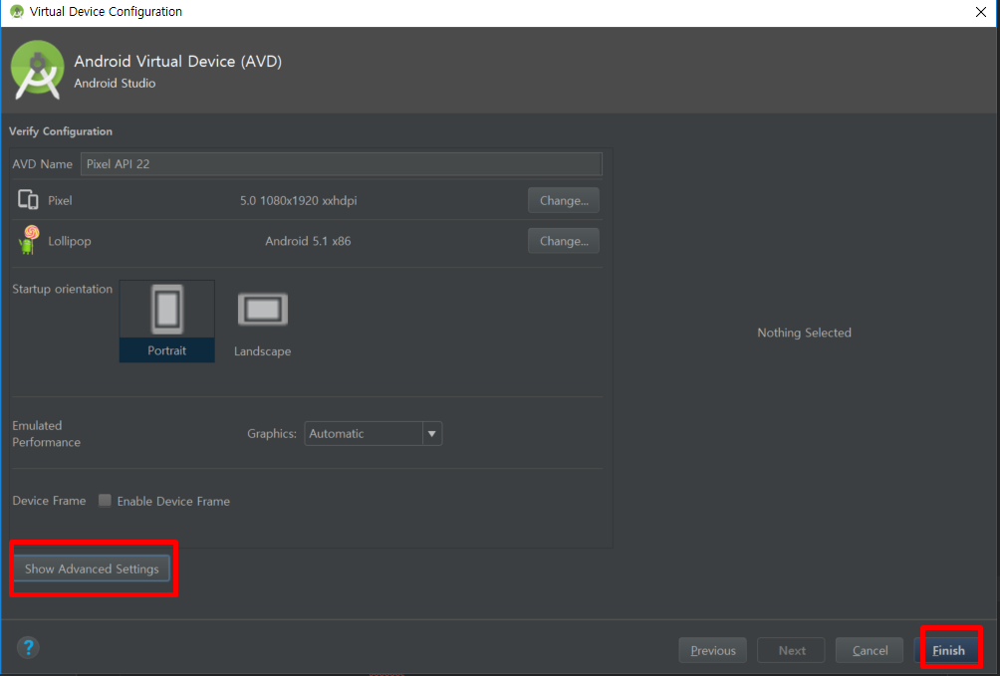 Virtual Device Configuration
Android Virtual Device (AVD)
Android Studio
Verify Configuration
AVD Name Pixel API 22
Pixel 5.0 1080x1920 xxhdpi Change...
Lollipop Android 5.1 x86 Change...
Startup orientation
Portrait Landscape
Nothing Selected
Emulated
Performance
Graphics: Automatic
Device Frame Enable Device Frame
Show Advanced Settings
? Previous Next Cancel Finish